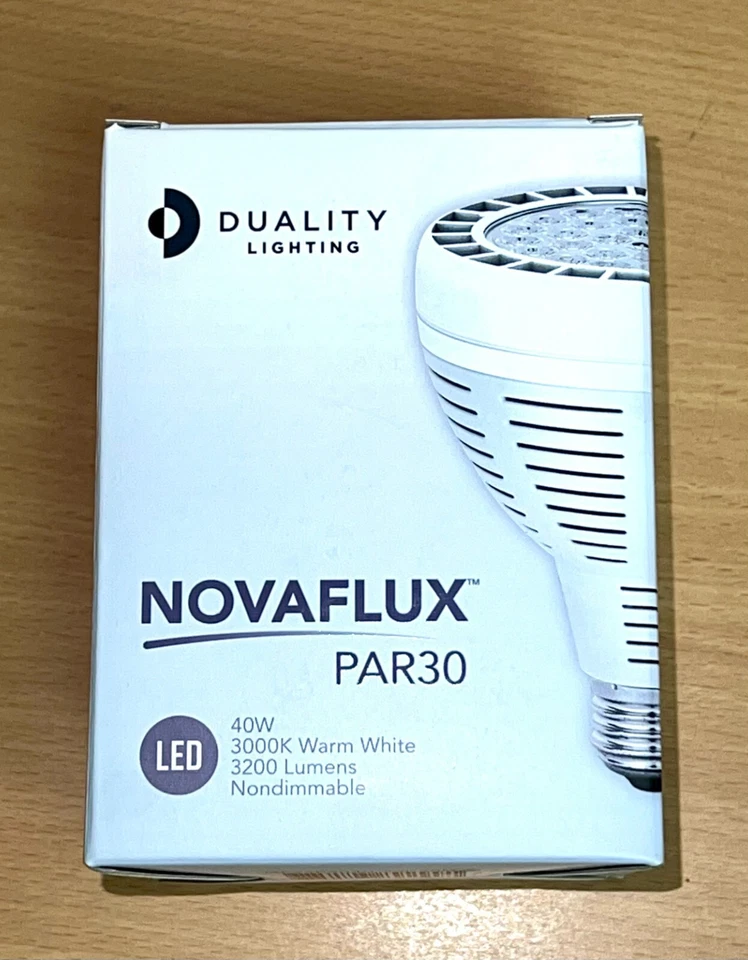 DUALITY
LIGHTING
NOVAFLUX™
PAR30
LED
40W
3000K Warm White
3200 Lumens
Nondimmable